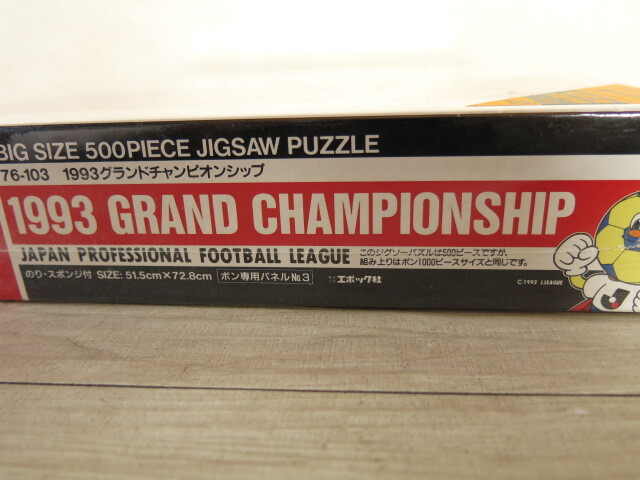 BIG SIZE 500PIECE JIGSAW PUZZLE
76-103 1993グランドチャンピオンシップ
1993 GRAND CHAMPIONSHIP
JAPAN PROFESSIONAL FOOTBALL LEAGUE
このジグソーパズルは500ピースですが、
組み上りはポン1000ピースサイズと同じです。
のり・スポンジ付 SIZE: 51.5cm×72.8cm
ポン専用パネルNo.3
エポック社
©1992 J.LEAGUE
J